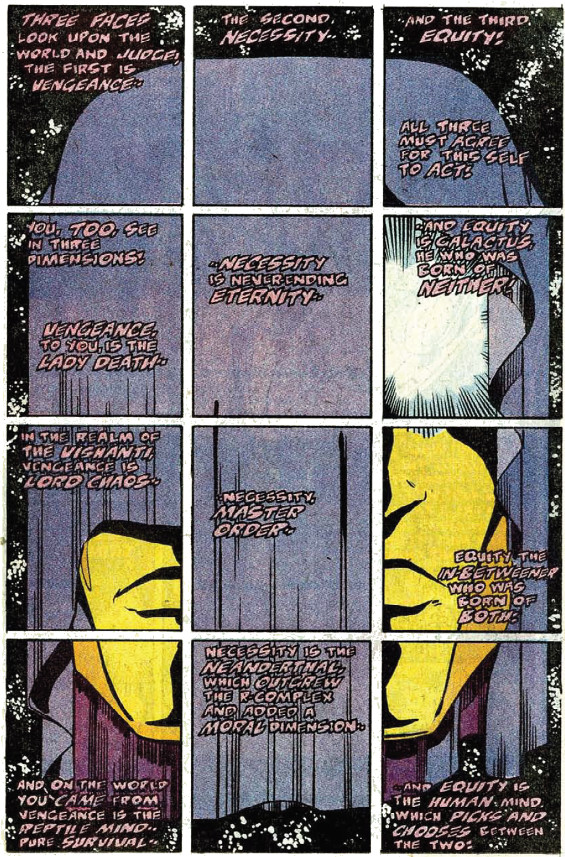 THREE FACES
LOOK UPON THE
WORLD AND JUDGE,
THE FIRST IS
VENGEANCE--
THE SECOND,
NECESSITY--
--AND THE THIRD,
EQUITY!
ALL THREE
MUST AGREE
FOR THIS SELF
TO ACT!
YOU, TOO, SEE
IN THREE
DIMENSIONS!
VENGEANCE,
TO YOU, IS THE
LADY DEATH--
--NECESSITY
IS NEVER-ENDING
ETERNITY--
--AND EQUITY
IS GALACTUS,
HE WHO WAS
BORN OF
NEITHER!
IN THE REALM OF
THE VISHANTI,
VENGEANCE IS
LORD CHAOS--
--NECESSITY,
MASTER
ORDER--
EQUITY THE
IN-BETWEENER
WHO WAS
BORN OF
BOTH!
AND ON THE WORLD
YOU CAME FROM
VENGEANCE IS THE
REPTILE MIND--
PURE SURVIVAL--
NECESSITY IS THE
NEANDERTHAL,
WHICH OUTGREW
THE R-COMPLEX
AND ADDED A
MORAL DIMENSION--
--AND EQUITY IS
THE HUMAN MIND,
WHICH PICKS AND
CHOOSES BETWEEN
THE TWO!